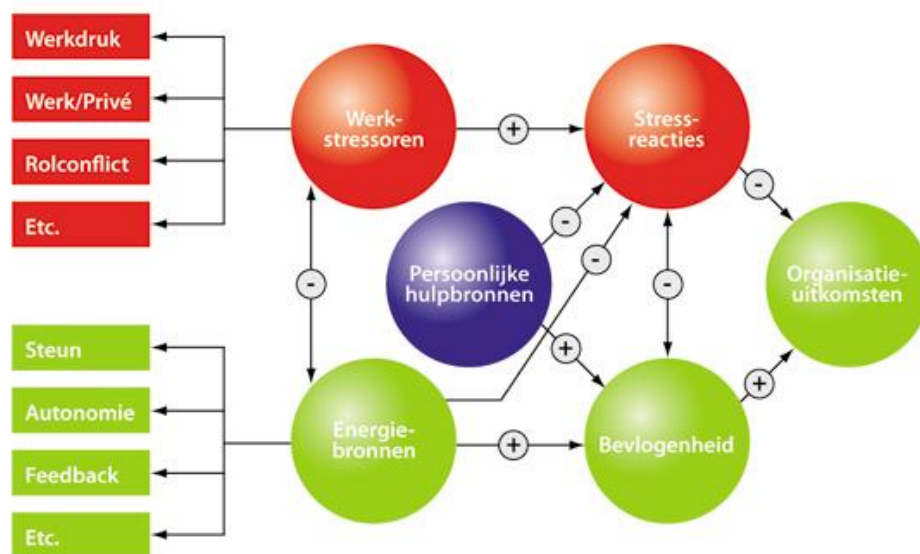 Werkdruk
Werk/Privé
Rolconflict
Etc.
Steun
Autonomie
Feedback
Etc.
Werk-
stressoren
+
Stress-
reacties
-
-
-
-
-
Persoonlijke
hulpbronnen
Organisatie-
uitkomsten
+
+
Energie-
bronnen
+
Bevlogenheid